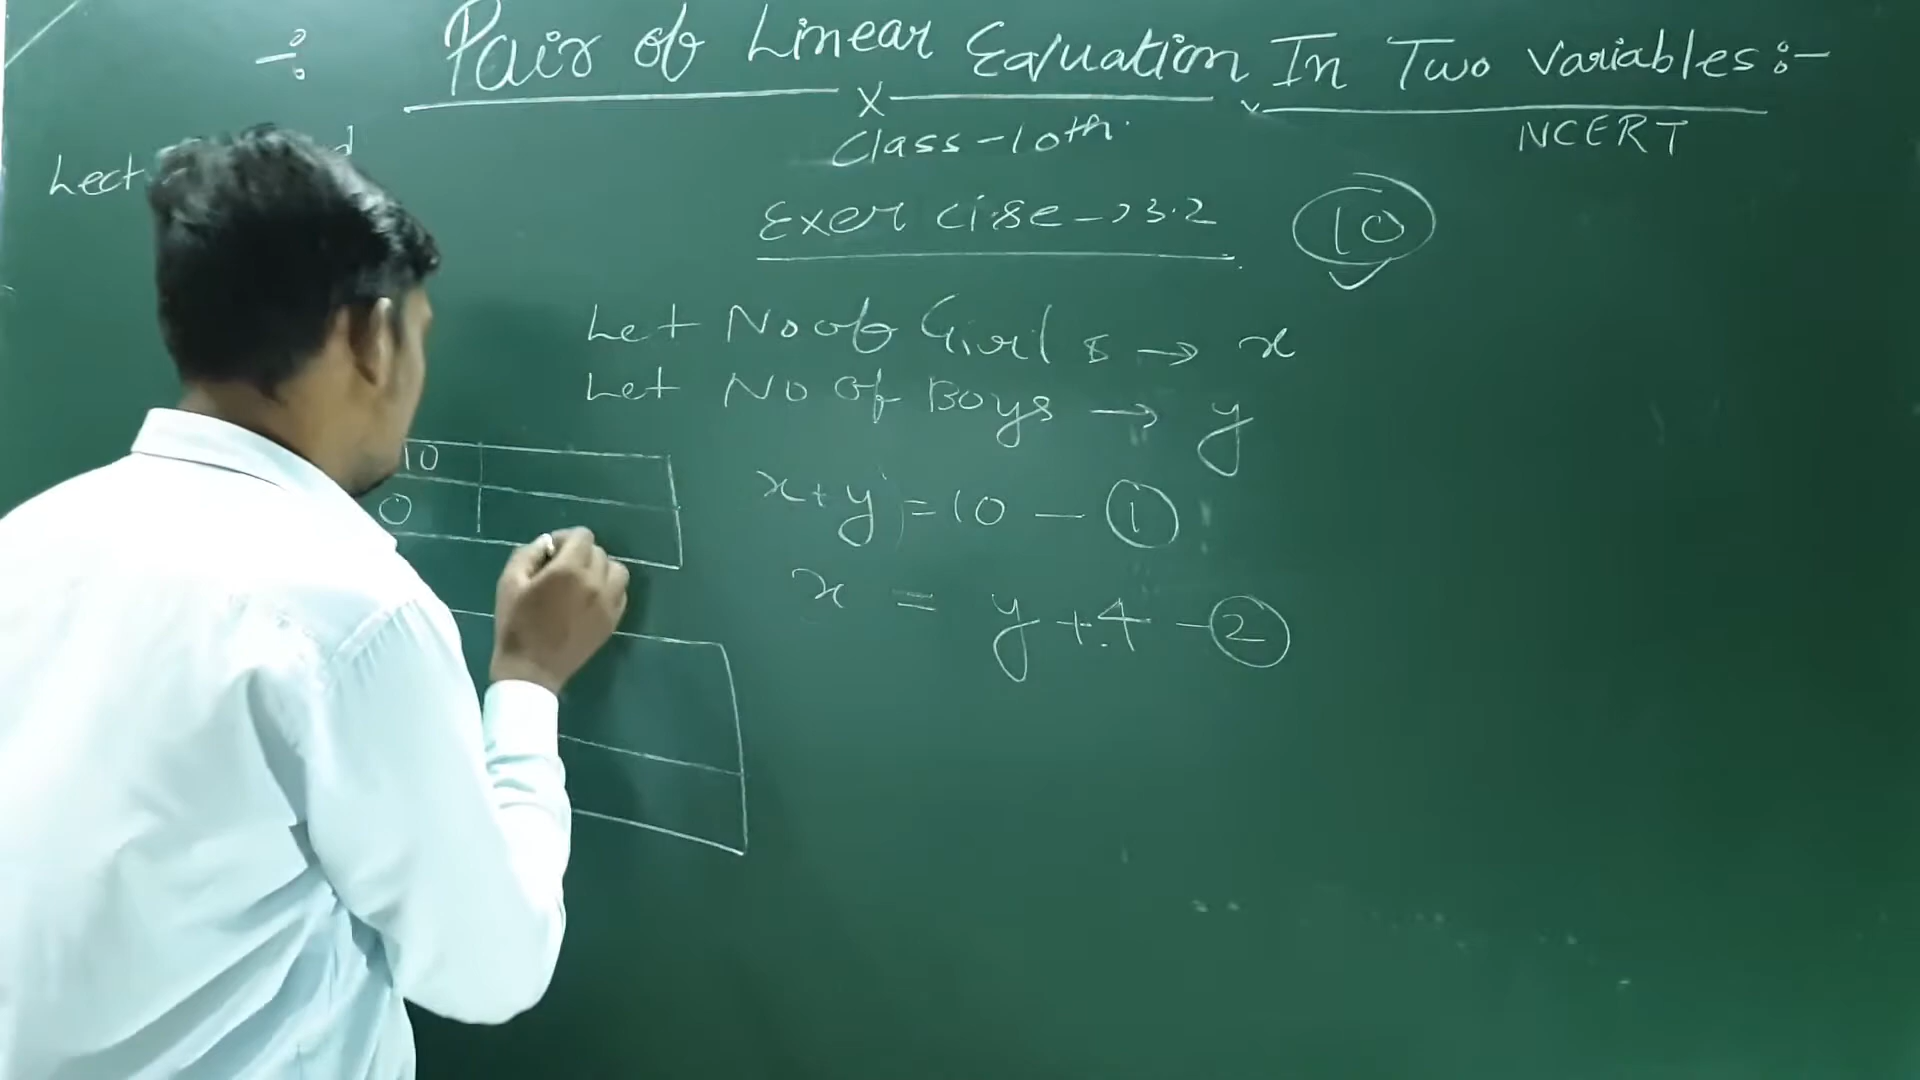 ÷ Pair of Linear Equation In Two Variables :-
x
Class-10th.
NCERT
Lect
Exercise → 3.2
10
Let No of Girls → x
Let No of Boys → y
10
0
x+y=10 - 1
x = y+4 - 2